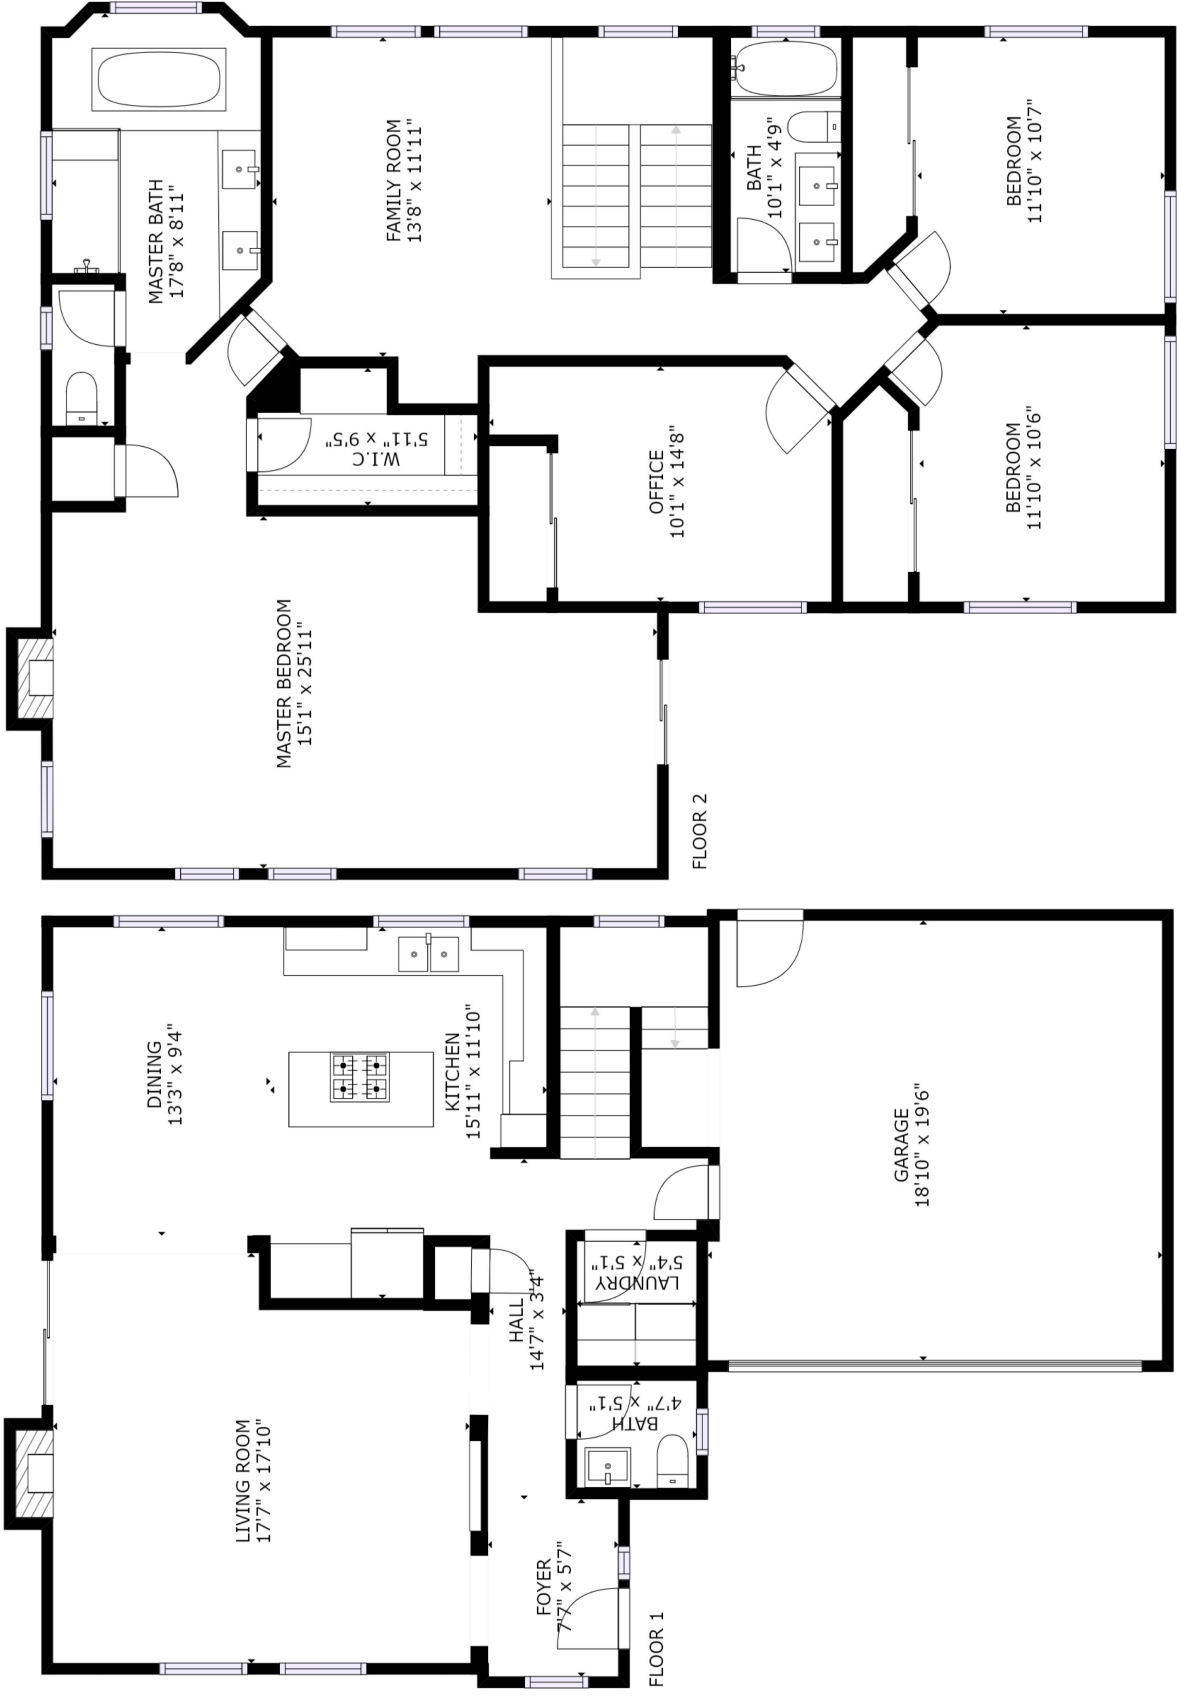 MASTER BATH
17'8" x 8'11"
FAMILY ROOM
13'8" x 11'11"
BATH
10'1" x 4'9"
BEDROOM
11'10" x 10'7"
W.I.C
5'11" x 9'5"
OFFICE
10'1" x 14'8"
BEDROOM
11'10" x 10'6"
MASTER BEDROOM
15'1" x 25'11"
FLOOR 2
DINING
13'3" x 9'4"
KITCHEN
15'11" x 11'10"
GARAGE
18'10" x 19'6"
LAUNDRY
5'4" x 5'1"
HALL
14'7" x 3'4"
BATH
4'7" x 5'1"
LIVING ROOM
17'7" x 17'10"
FOYER
7'7" x 5'7"
FLOOR 1